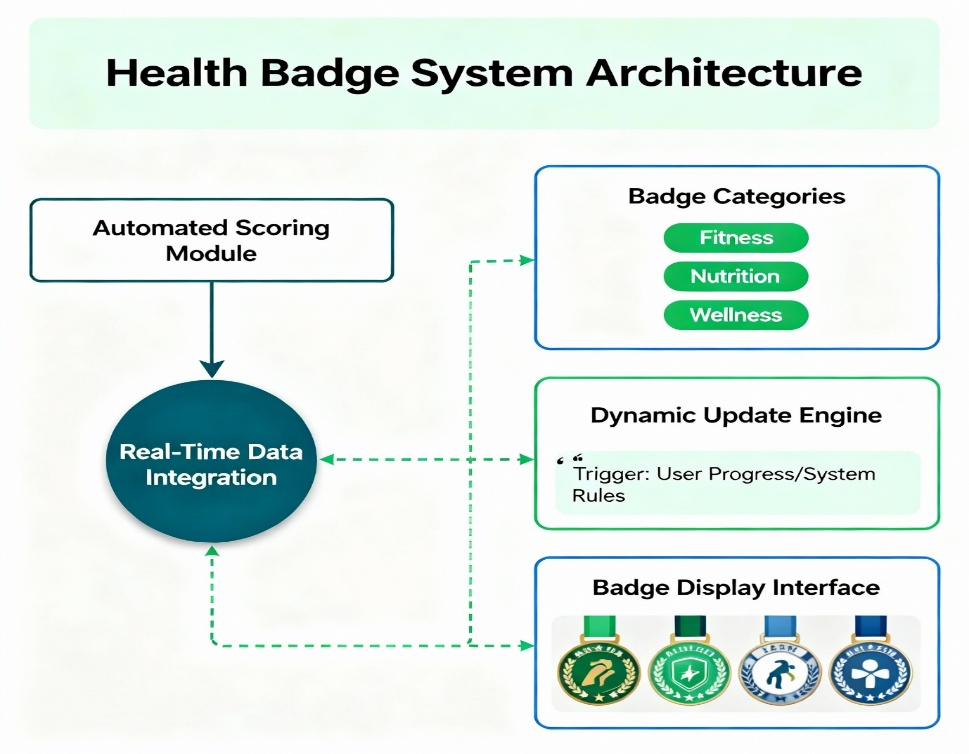 Health Badge System Architecture
Automated Scoring
Module
Real-Time Data
Integration
Badge Categories
Fitness
Nutrition
Wellness
Dynamic Update Engine
‘ “
Trigger: User Progress/System
Rules
Badge Display Interface